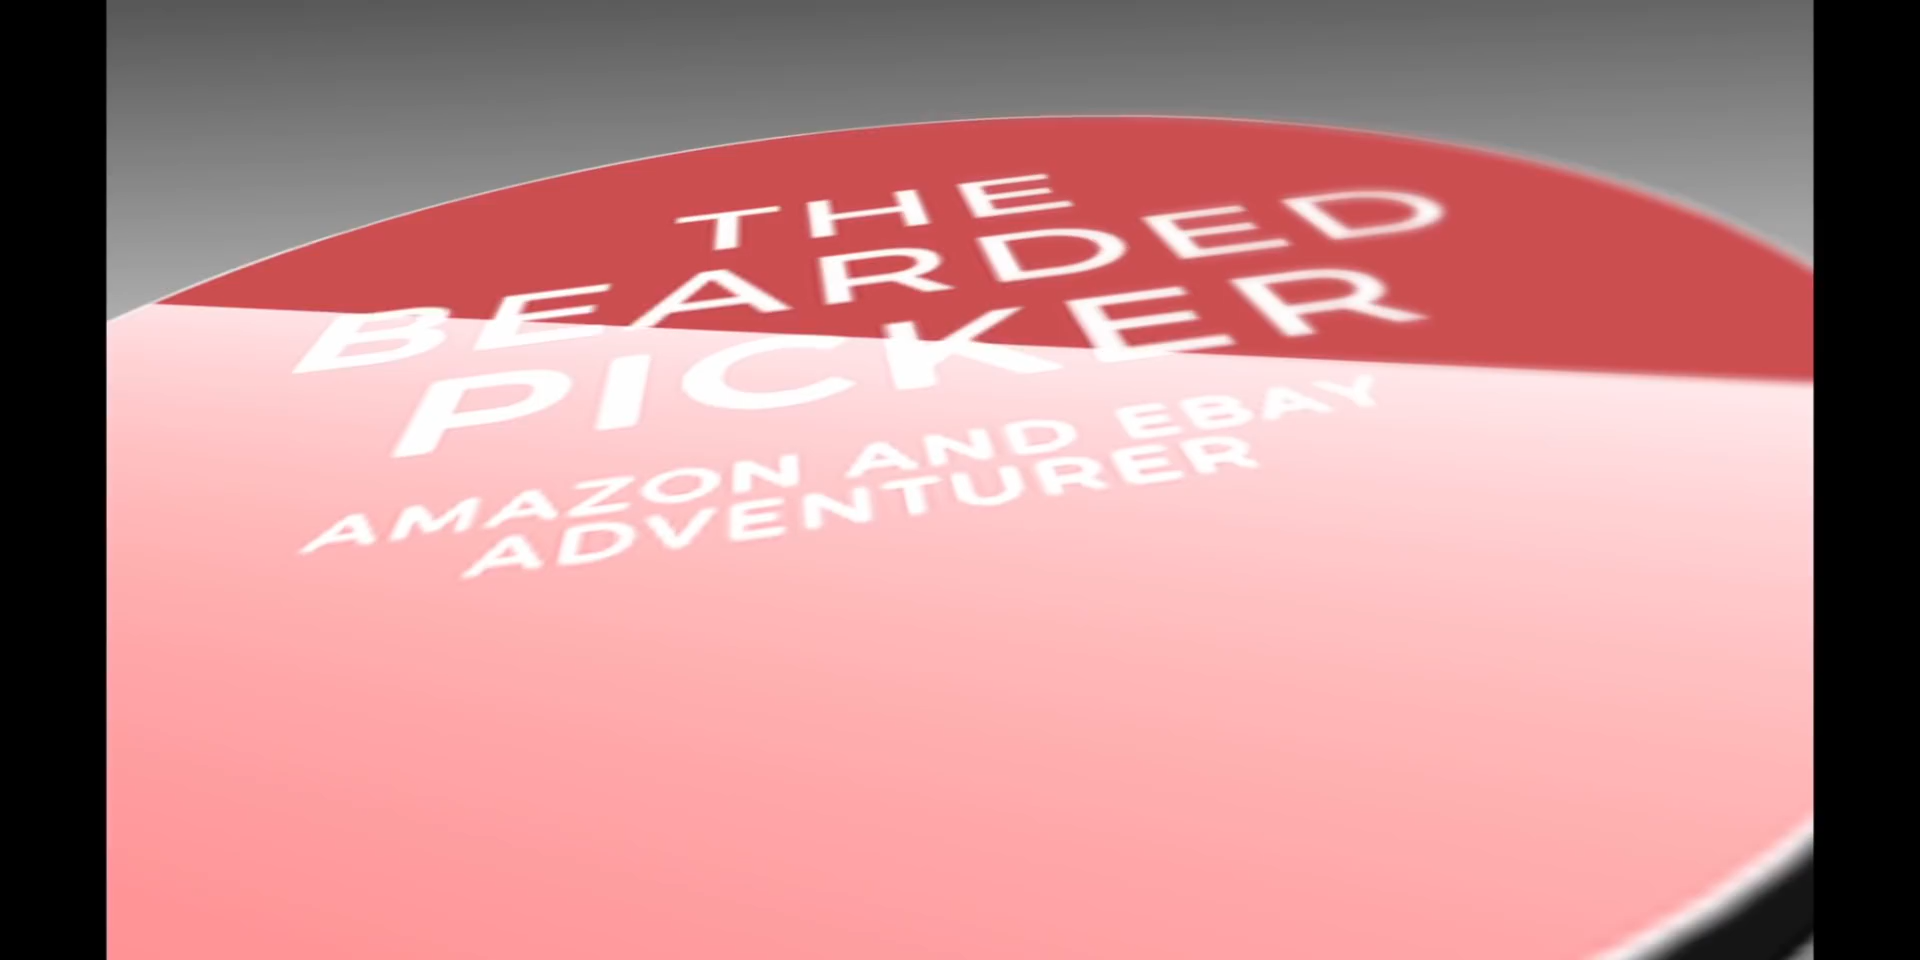 THE
BEARDED
PICKER
AMAZON AND EBAY
ADVENTURER